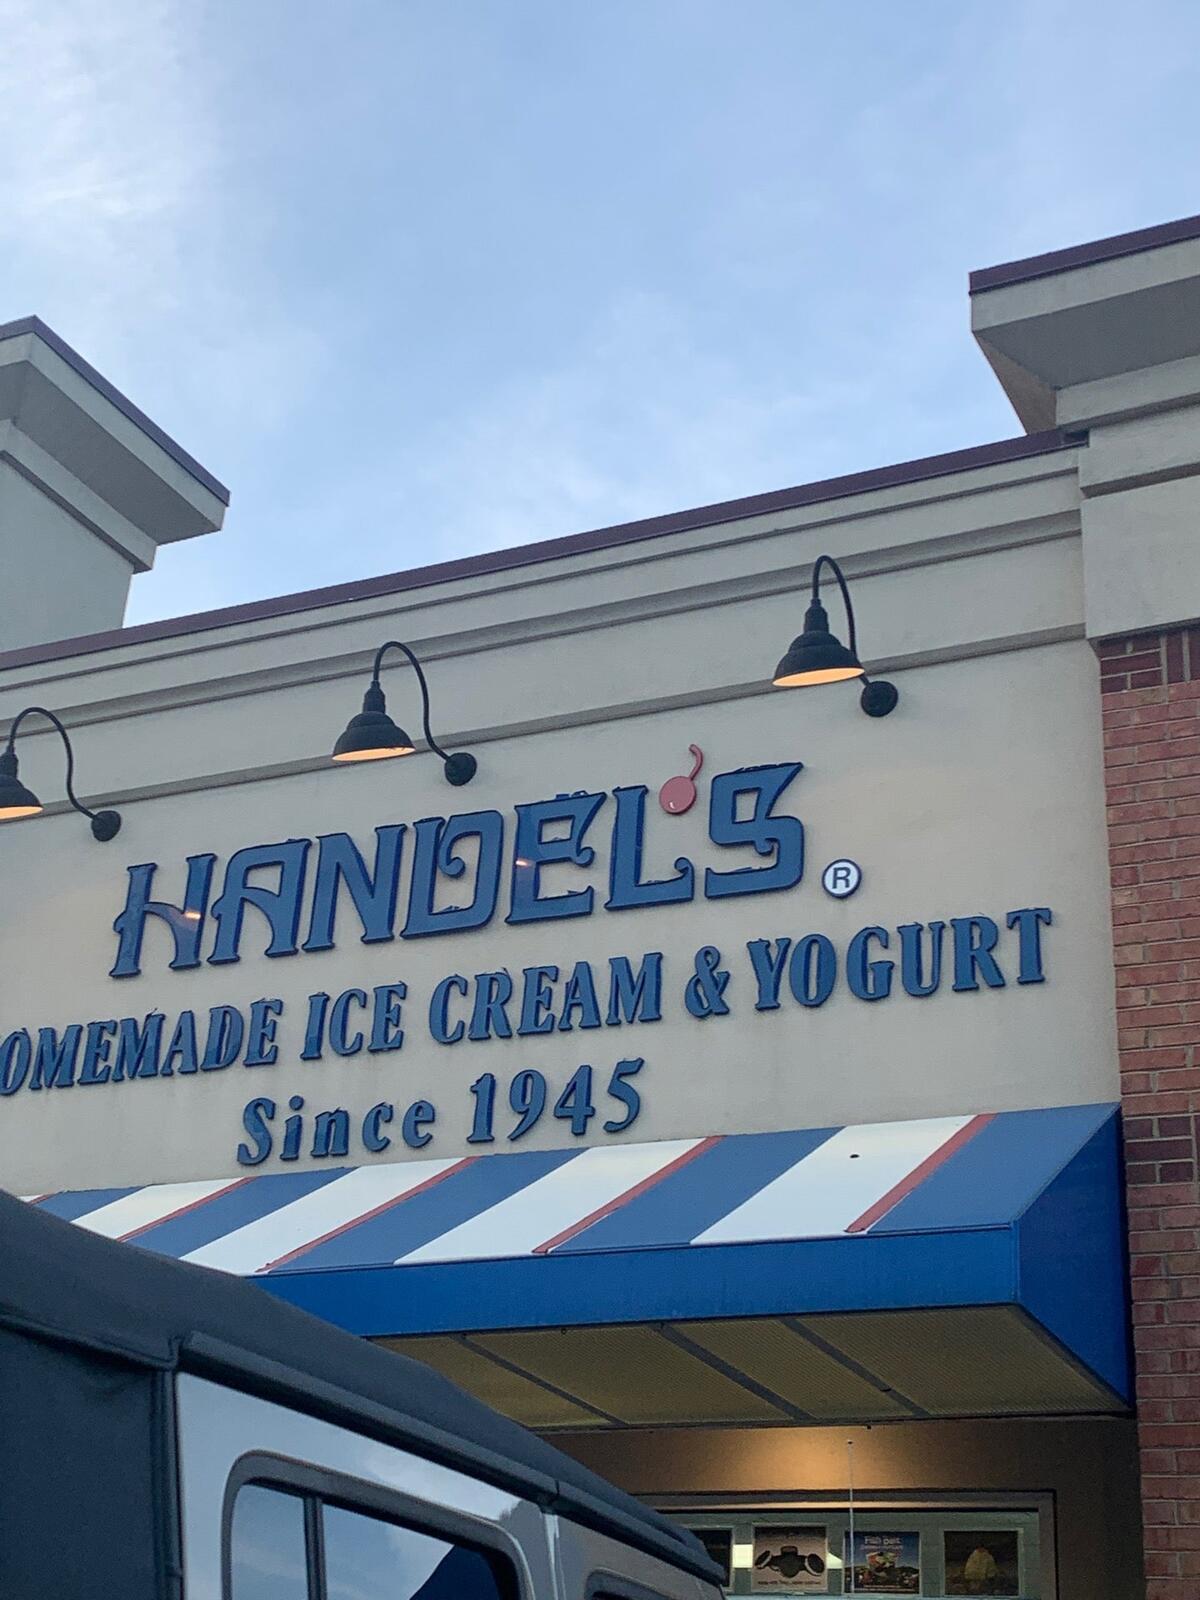 HANDEL'S ®
OMEMADE ICE CREAM & YOGURT
Since 1945